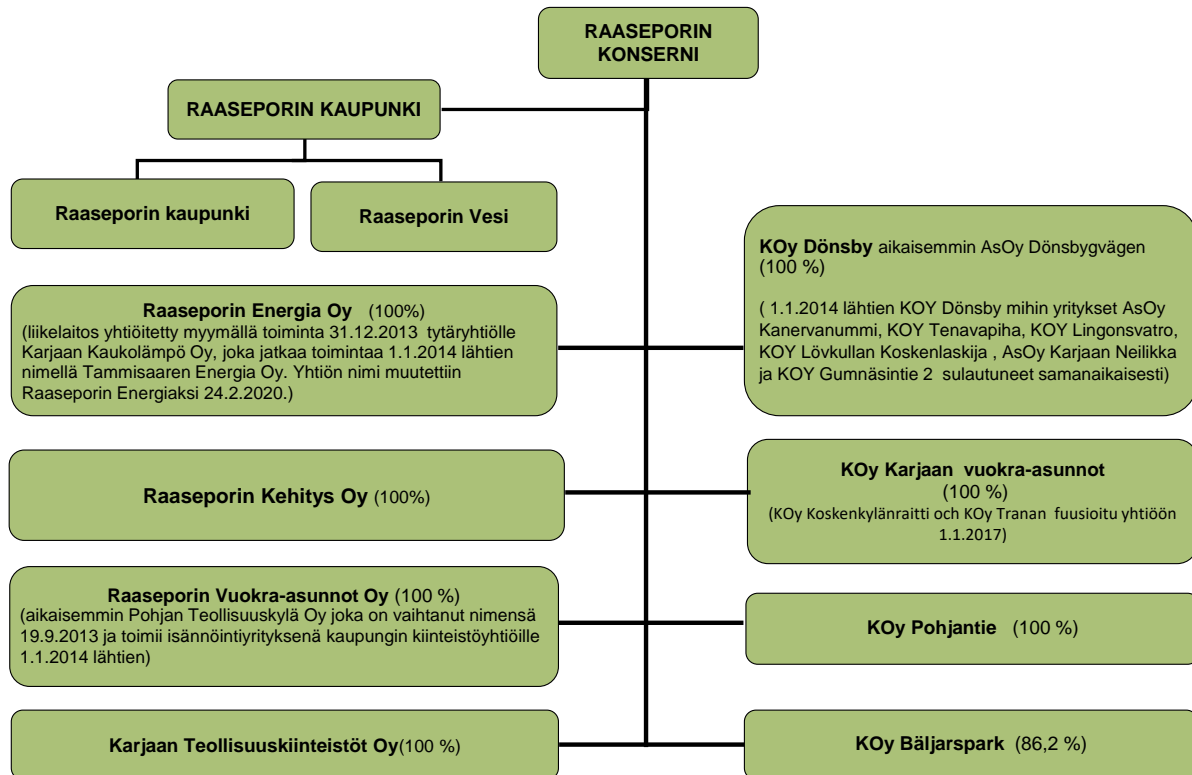 RAASEPORIN
KONSERNI
RAASEPORIN KAUPUNKI
Raaseporin kaupunki
Raaseporin Vesi
KOy Dönsby aikaisemmin AsOy Dönsbygvägen
(100 %)
( 1.1.2014 lähtien KOY Dönsby mihin yritykset AsOy
Kanervanummi, KOY Tenavapiha, KOY Lingonsvatro,
KOY Lövkullan Koskenlaskija , AsOy Karjaan Neilikka
ja KOY Gumnäsintie 2 sulautuneet samanaikaisesti)
Raaseporin Energia Oy (100%)
(liikelaitos yhtiöitetty myymällä toiminta 31.12.2013 tytäryhtiölle
Karjaan Kaukolämpö Oy, joka jatkaa toimintaa 1.1.2014 lähtien
nimellä Tammisaaren Energia Oy. Yhtiön nimi muutettiin
Raaseporin Energiaksi 24.2.2020.)
Raaseporin Kehitys Oy (100%)
KOy Karjaan vuokra-asunnot
(100 %)
(KOy Koskenkylänraitti och KOy Tranan fuusioitu yhtiöön
1.1.2017)
Raaseporin Vuokra-asunnot Oy (100 %)
(aikaisemmin Pohjan Teollisuuskylä Oy joka on vaihtanut nimensä
19.9.2013 ja toimii isännöintiyrityksenä kaupungin kiinteistöyhtiöille
1.1.2014 lähtien)
KOy Pohjantie (100 %)
Karjaan Teollisuuskiinteistöt Oy(100 %)
KOy Bäljarspark (86,2 %)